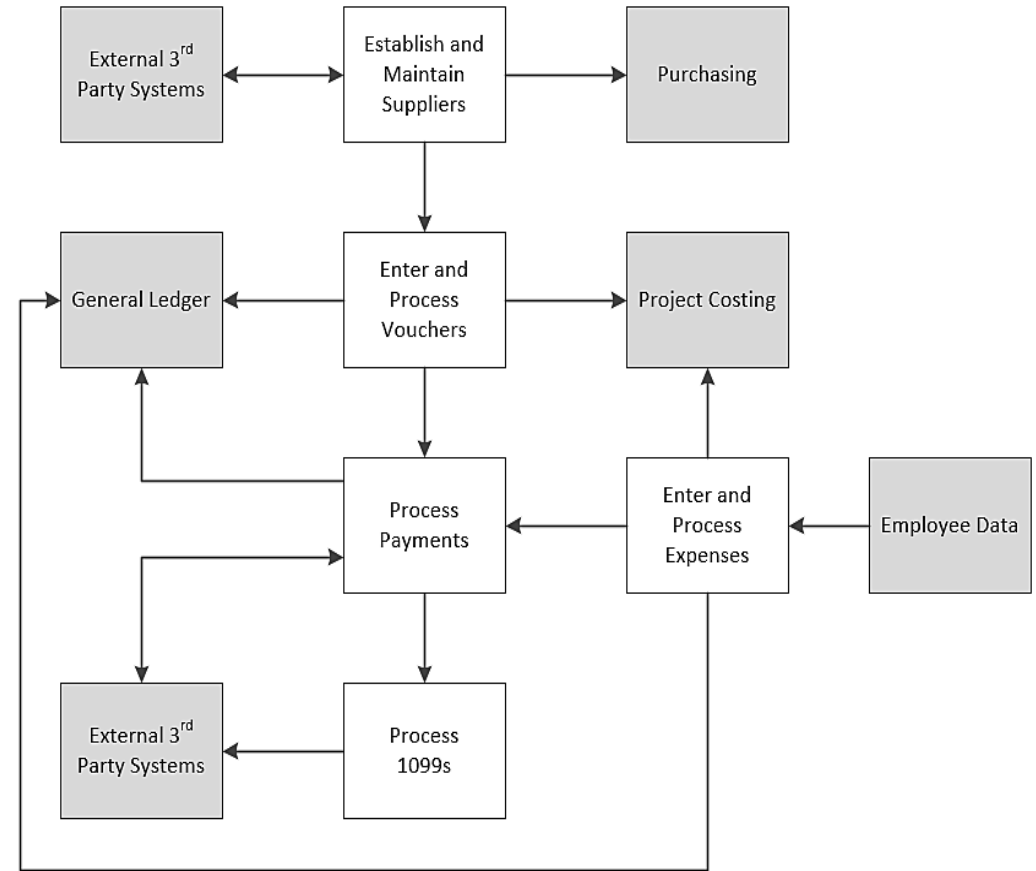 External 3rd
Party Systems
Establish and
Maintain
Suppliers
Purchasing
General Ledger
Enter and
Process
Vouchers
Project Costing
Process
Payments
Enter and
Process
Expenses
Employee Data
External 3rd
Party Systems
Process
1099s